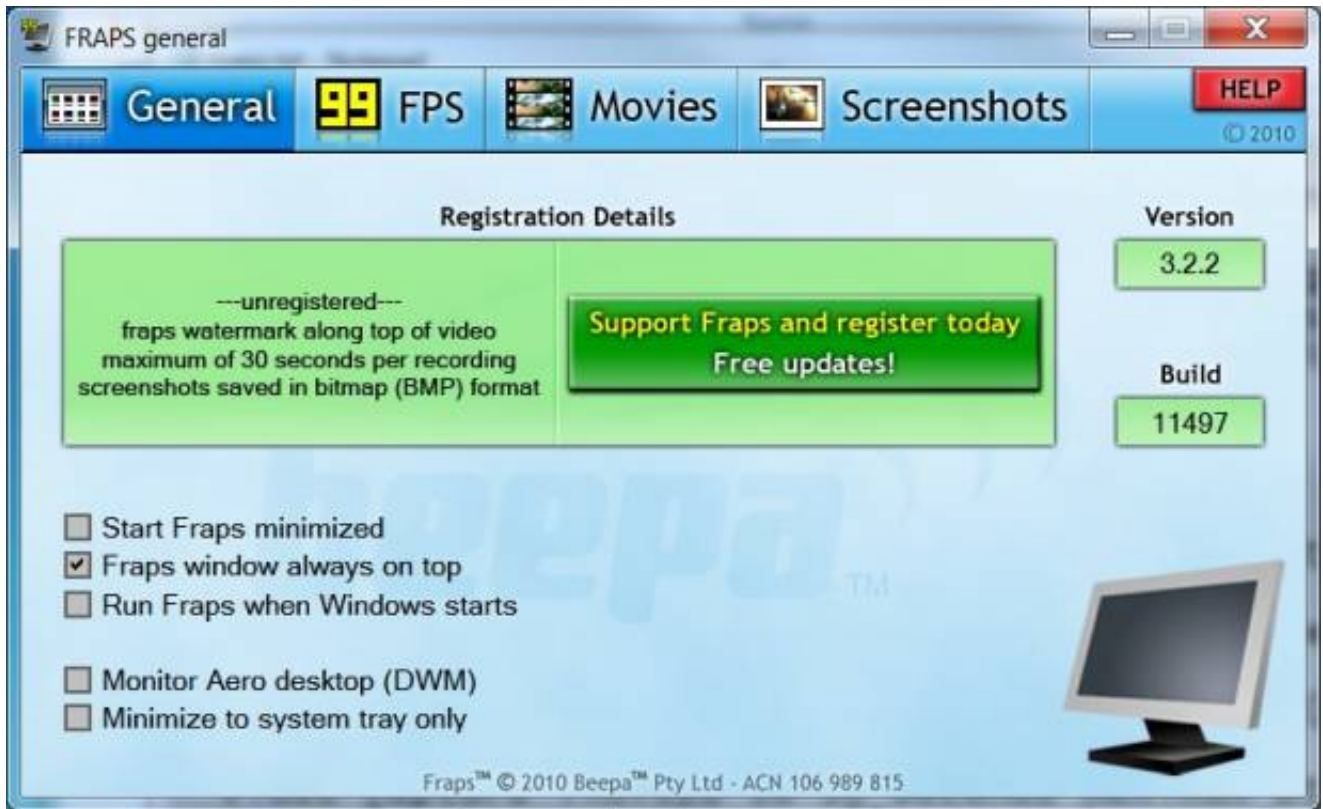 FRAPS general
General
99 FPS
Movies
Screenshots
HELP
© 2010
Registration Details
Version
3.2.2
---unregistered---
fraps watermark along top of video
maximum of 30 seconds per recording
screenshots saved in bitmap (BMP) format
Support Fraps and register today
Free updates!
Build
11497
beepa™
Start Fraps minimized
Fraps window always on top
Run Fraps when Windows starts
Monitor Aero desktop (DWM)
Minimize to system tray only
Fraps™ © 2010 Beepa™ Pty Ltd - ACN 106 989 815